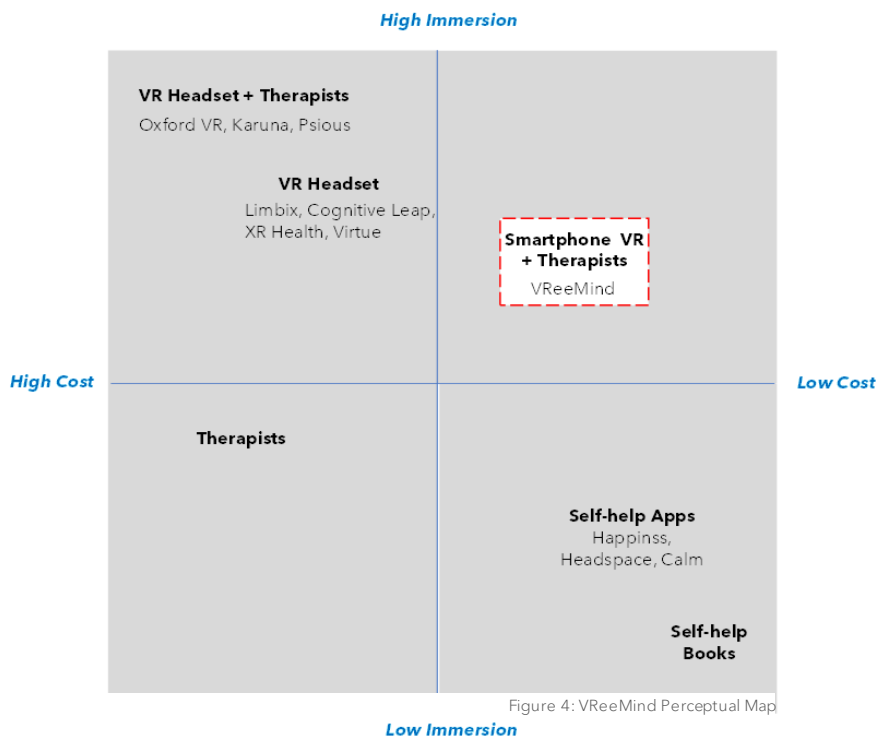 High Immersion
VR Headset + Therapists
Oxford VR, Karuna, Psious
VR Headset
Limbix, Cognitive Leap,
XR Health, Virtue
Smartphone VR
+ Therapists
VReeMind
High Cost
Low Cost
Therapists
Self-help Apps
Happinss,
Headspace, Calm
Self-help
Books
Figure 4: VReeMind Perceptual Map
Low Immersion